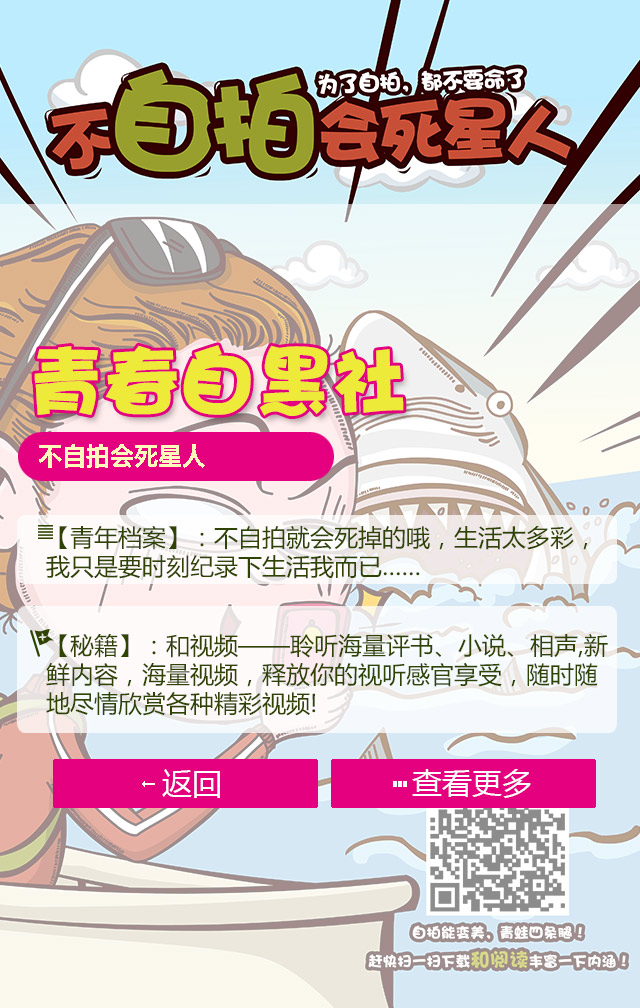 为了自拍，都不要命了
不自拍会死星人
青春自黑社
不自拍会死星人
【青年档案】：不自拍就会死掉的哦，生活太多彩，
我只是要时刻纪录下生活我而已......
【秘籍】：和视频——聆听海量评书、小说、相声,新
鲜内容，海量视频，释放你的视听感官享受，随时随
地尽情欣赏各种精彩视频!
←返回
查看更多
自拍能变美，青蛙四条腿！
赶快扫一扫下载和阅读丰富一下内涵！